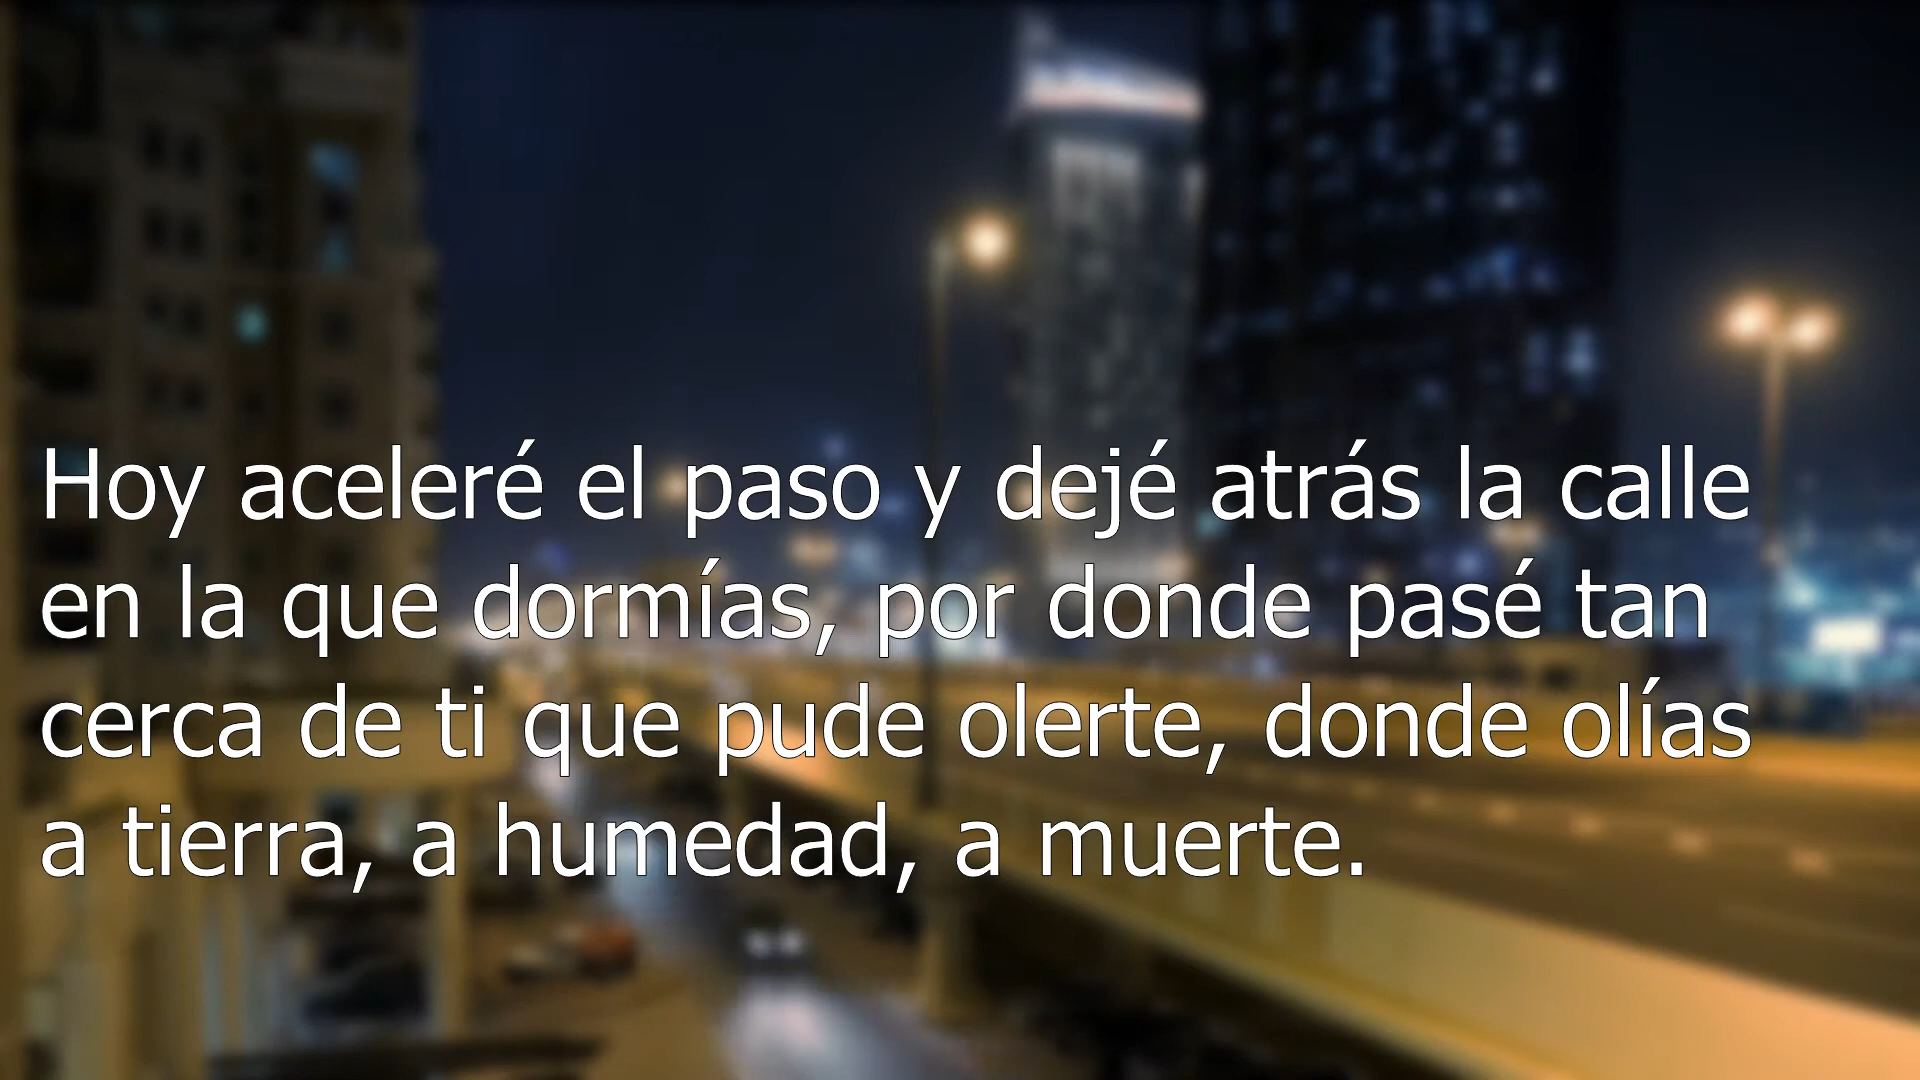 Hoy aceleré el paso y dejé atrás la calle
en la que dormías, por donde pasé tan
cerca de ti que pude olerte, donde olías
a tierra, a humedad, a muerte.